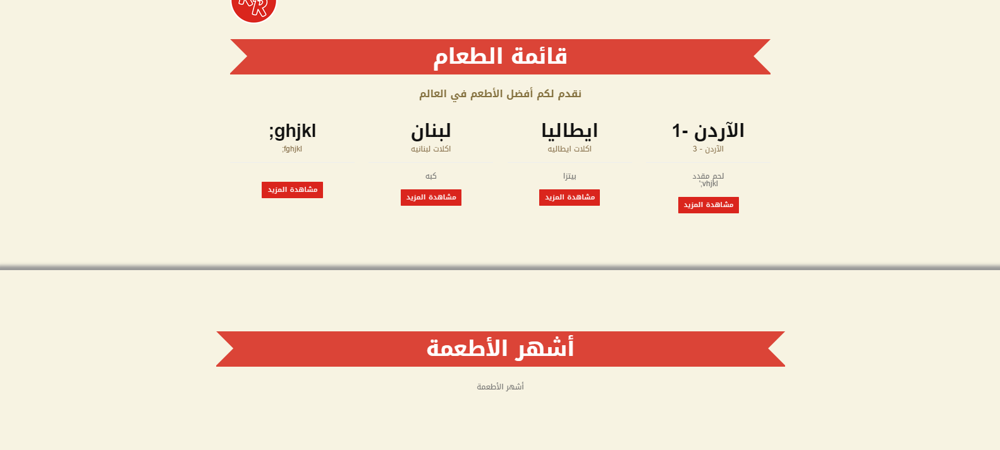 R
قائمة الطعام
نقدم لكم أفضل الأطعم في العالم
الآردن -1
الآردن - 3
لحم مقدد
';vhjkl
مشاهدة المزيد
ايطاليا
اكلات ايطاليه
بيتزا
مشاهدة المزيد
لبنان
اكلات لبنانيه
كبه
مشاهدة المزيد
;ghjkl
;fghjkl
مشاهدة المزيد
أشهر الأطعمة
أشهر الأطعمة